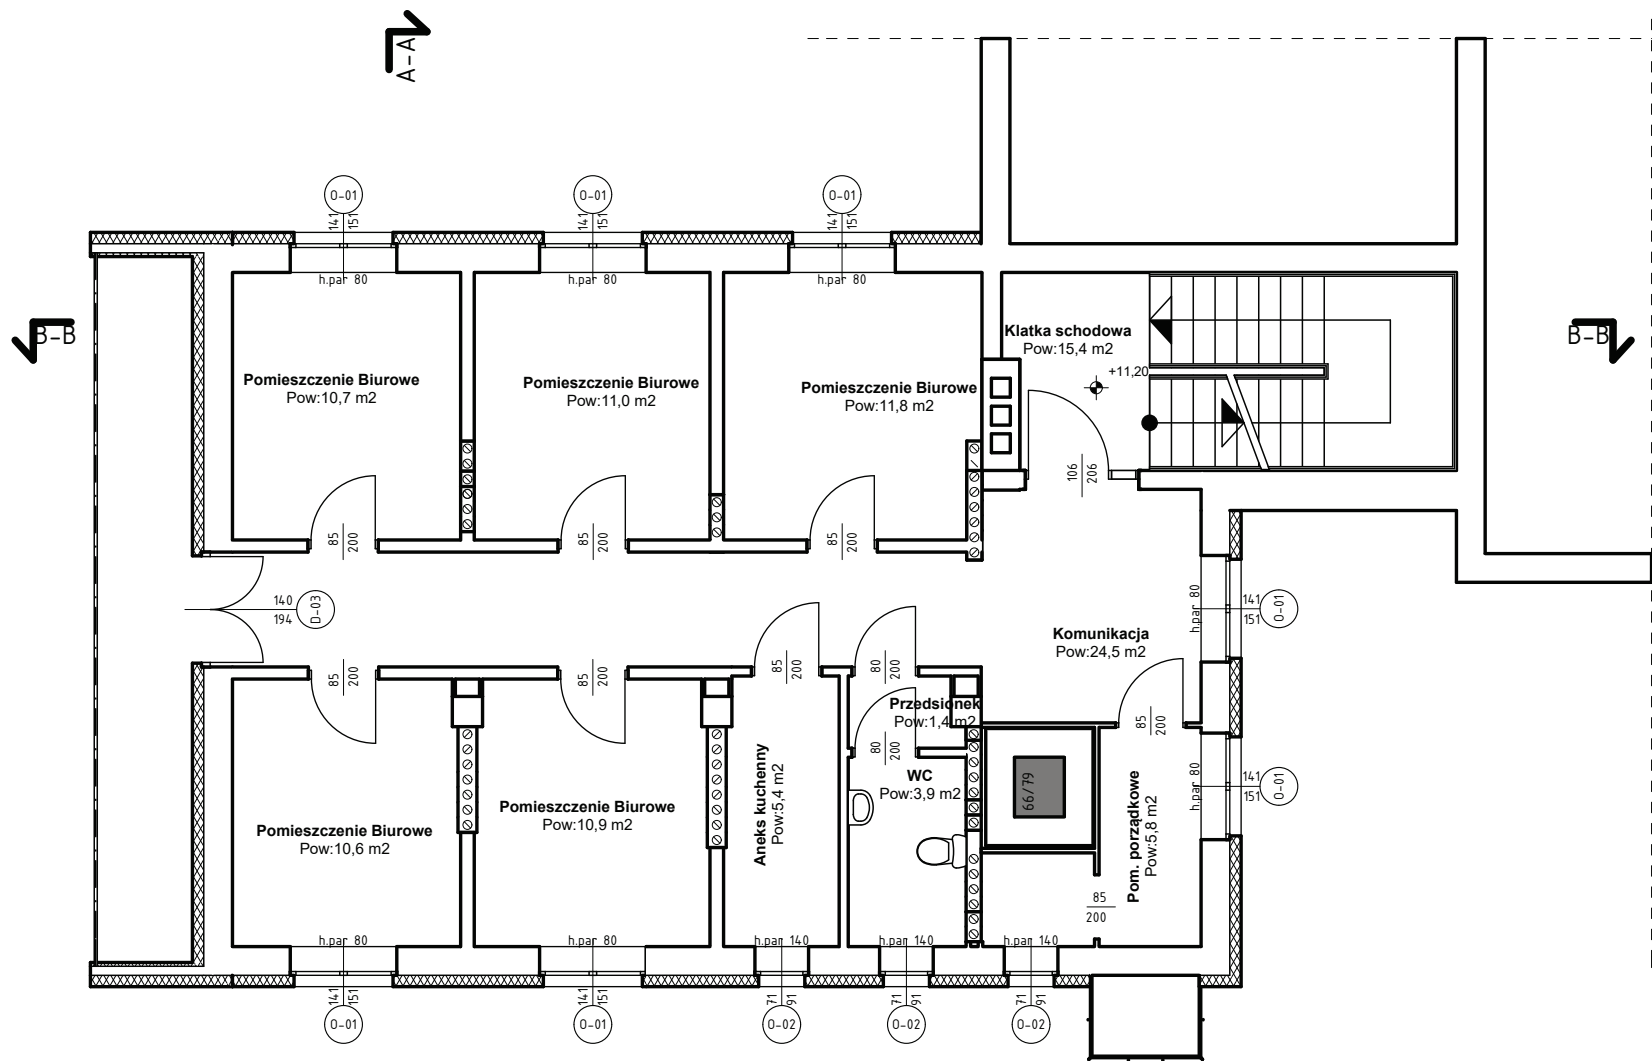 A-A
O-01
141
151
O-01
141
151
O-01
141
151
h.par 80
h.par 80
h.par 80
B-B
B-B
Klatka schodowa
Pow:15,4 m2
+11,20
Pomieszczenie Biurowe
Pow:10,7 m2
Pomieszczenie Biurowe
Pow:11,0 m2
Pomieszczenie Biurowe
Pow:11,8 m2
106
206
85
200
85
200
85
200
140
194
D-03
h.par 80
141
151
O-01
Komunikacja
Pow:24,5 m2
85
200
85
200
85
200
80
200
Przedsionek
Pow:1,4 m2
85
200
80
200
WC
Pow:3,9 m2
66/79
h.par 80
141
151
O-01
Pomieszczenie Biurowe
Pow:10,6 m2
Pomieszczenie Biurowe
Pow:10,9 m2
Aneks kuchenny
Pow:5,4 m2
Pom. porządkowe
Pow:5,8 m2
85
200
h.par 80
h.par 80
h.par 140
h.par 140
h.par 140
141
151
O-01
141
151
O-01
71
91
O-02
71
91
O-02
71
91
O-02